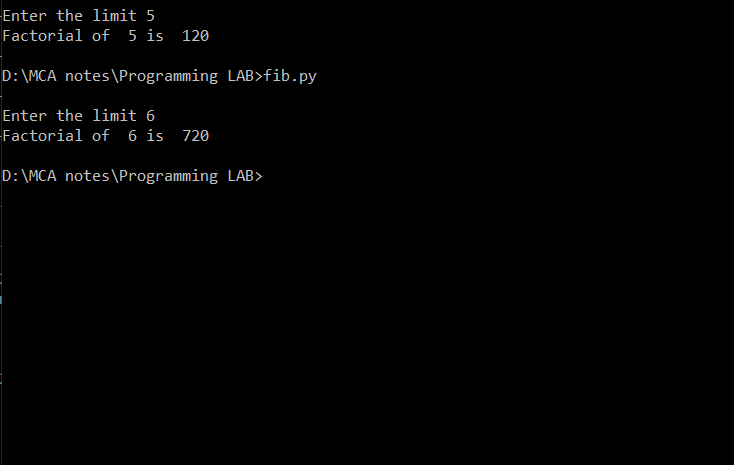 Enter the limit 5
Factorial of  5 is  120
D:\MCA notes\Programming LAB>fib.py
Enter the limit 6
Factorial of  6 is  720
D:\MCA notes\Programming LAB>